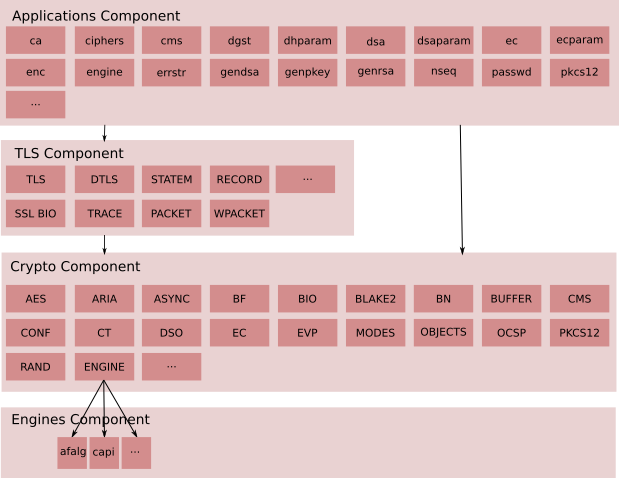 Applications Component
ca ciphers cms dgst dhparam dsa dsaparam ec ecparam
enc engine errstr gendsa genpkey genrsa nseq passwd pkcs12
...
TLS Component
TLS DTLS STATEM RECORD ...
SSL BIO TRACE PACKET WPACKET
Crypto Component
AES ARIA ASYNC BF BIO BLAKE2 BN BUFFER CMS
CONF CT DSO EC EVP MODES OBJECTS OCSP PKCS12
RAND ENGINE ...
Engines Component
afalg capi ...